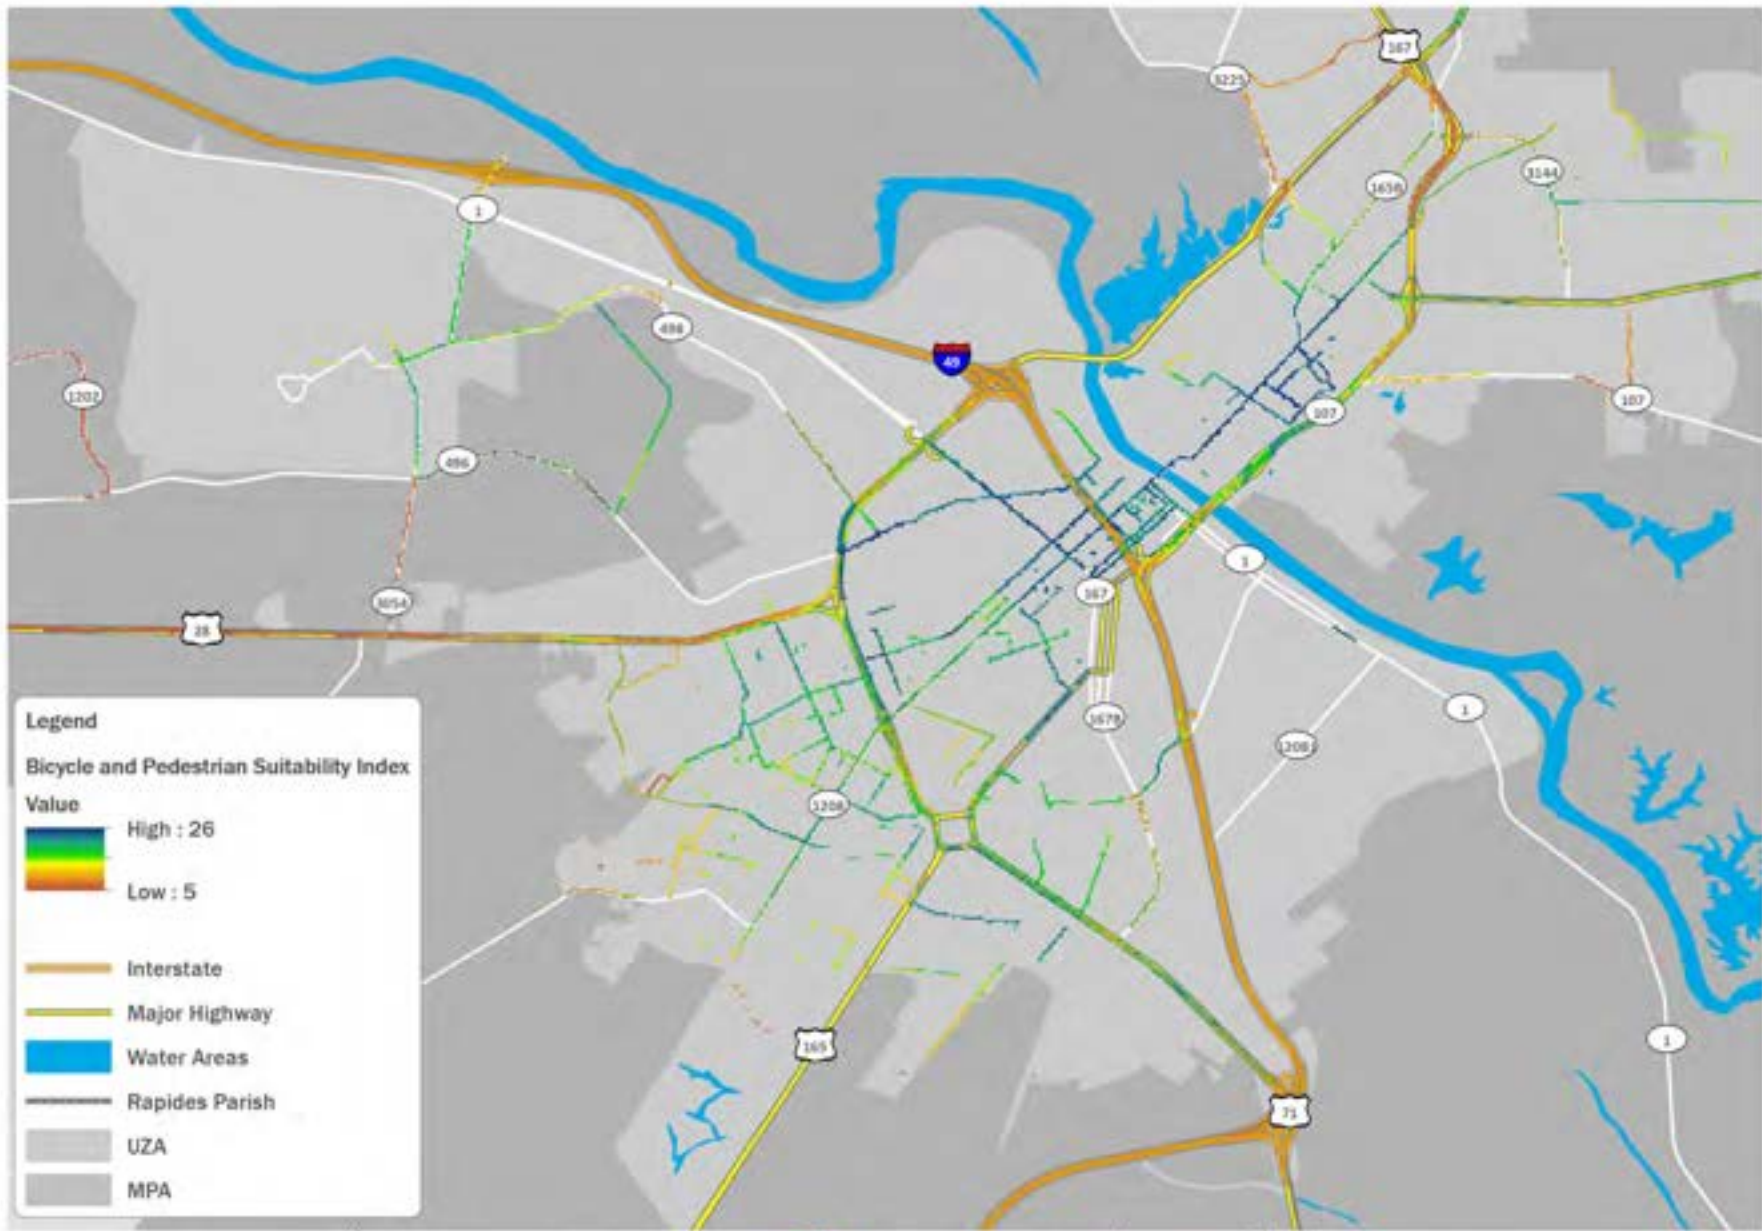 167
3225
1658
3144
1
498
49
1202
107
107
496
1
3054
167
28
1
1208
1208
165
1
71
Legend
Bicycle and Pedestrian Suitability Index
Value
High : 26
Low : 5
Interstate
Major Highway
Water Areas
Rapides Parish
UZA
MPA